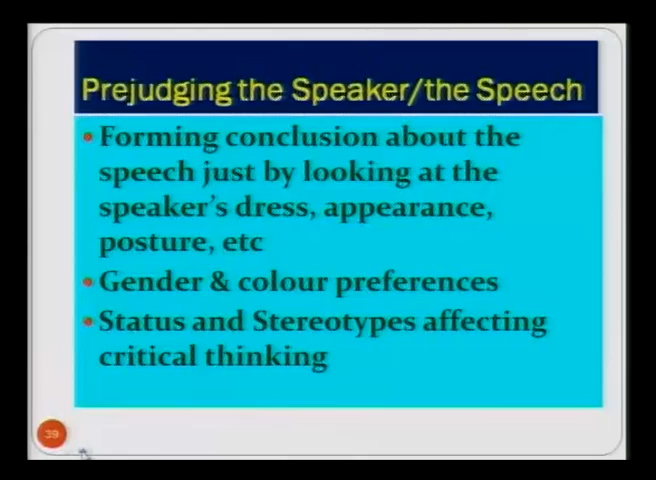 Prejudging the Speaker/the Speech
• Forming conclusion about the
speech just by looking at the
speaker's dress, appearance,
posture, etc
• Gender & colour preferences
• Status and Stereotypes affecting
critical thinking
39